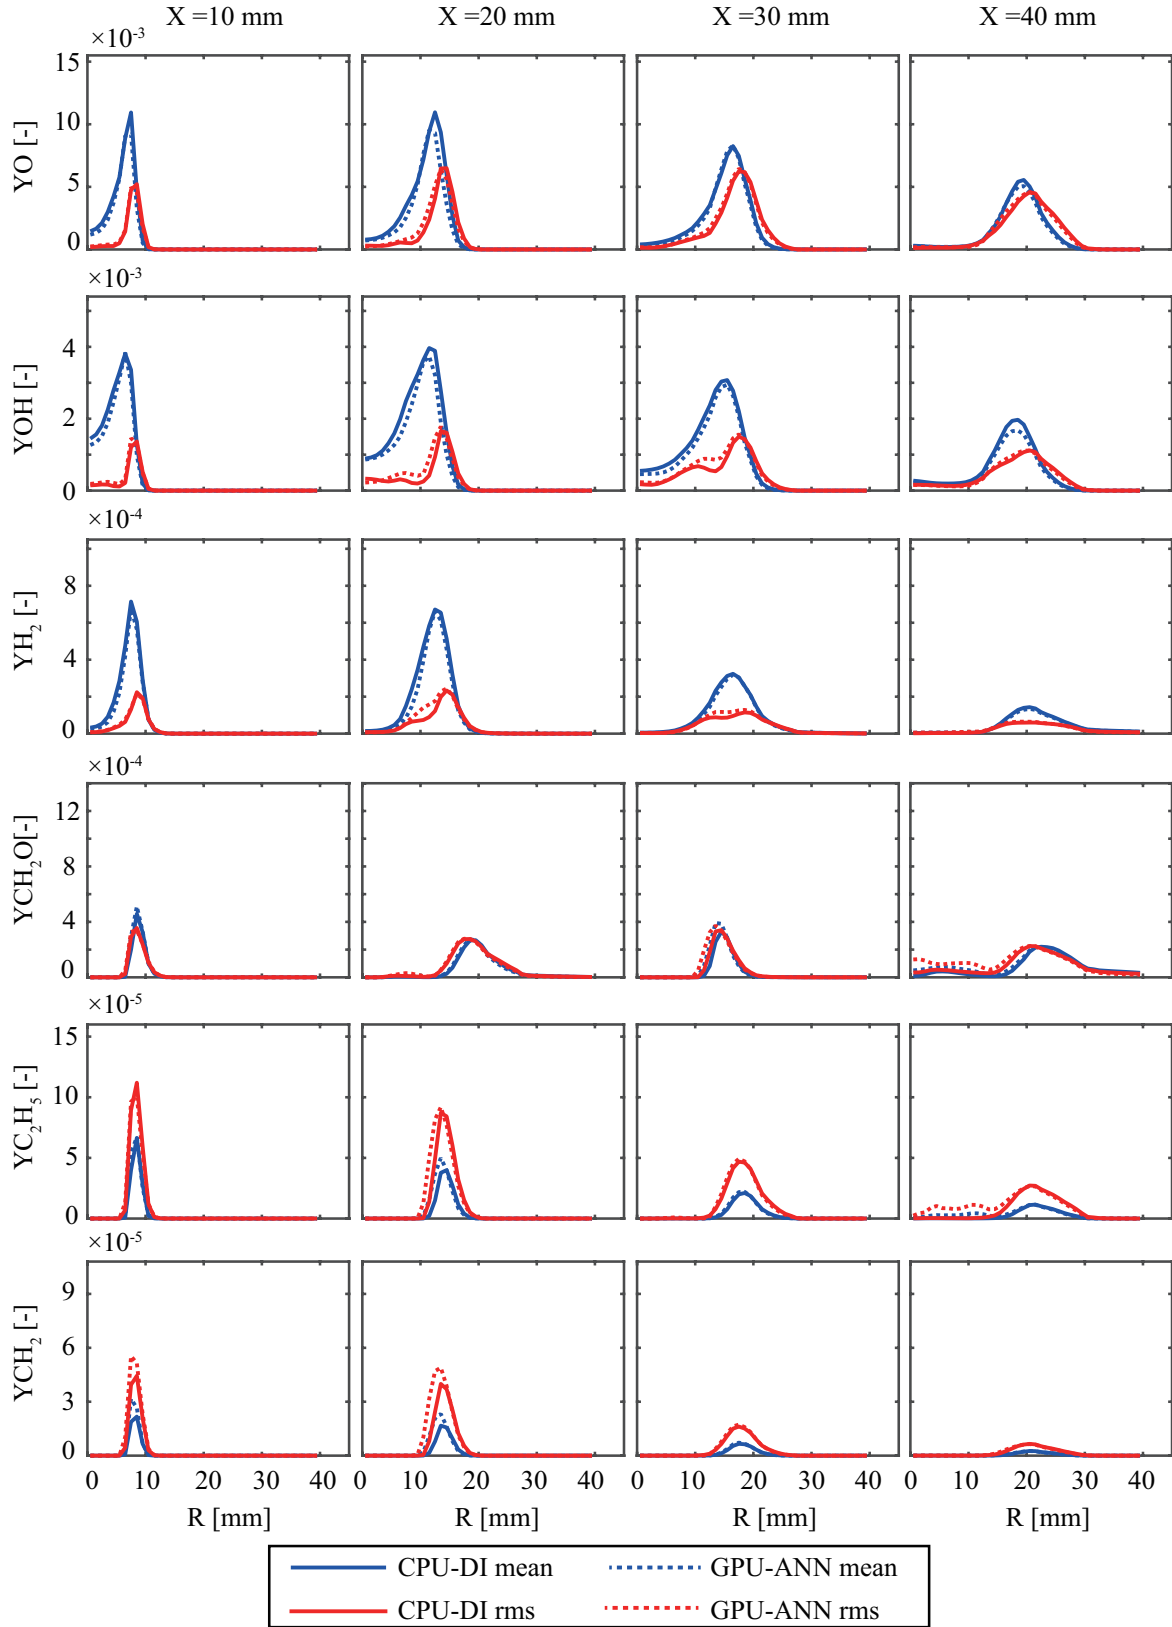 X =10 mm X =20 mm X =30 mm X =40 mm
×10-3
15
10
5
0
YO [-]
×10-3
4
2
0
YOH [-]
×10-4
8
4
0
YH2 [-]
×10-4
12
8
4
0
YCH2O[-]
×10-5
15
10
5
0
YC2H5 [-]
×10-5
9
6
3
0
YCH2 [-]
0 10 20 30 40 0 10 20 30 40 0 10 20 30 40 0 10 20 30 40
R [mm] R [mm] R [mm] R [mm]
CPU-DI mean GPU-ANN mean
CPU-DI rms GPU-ANN rms